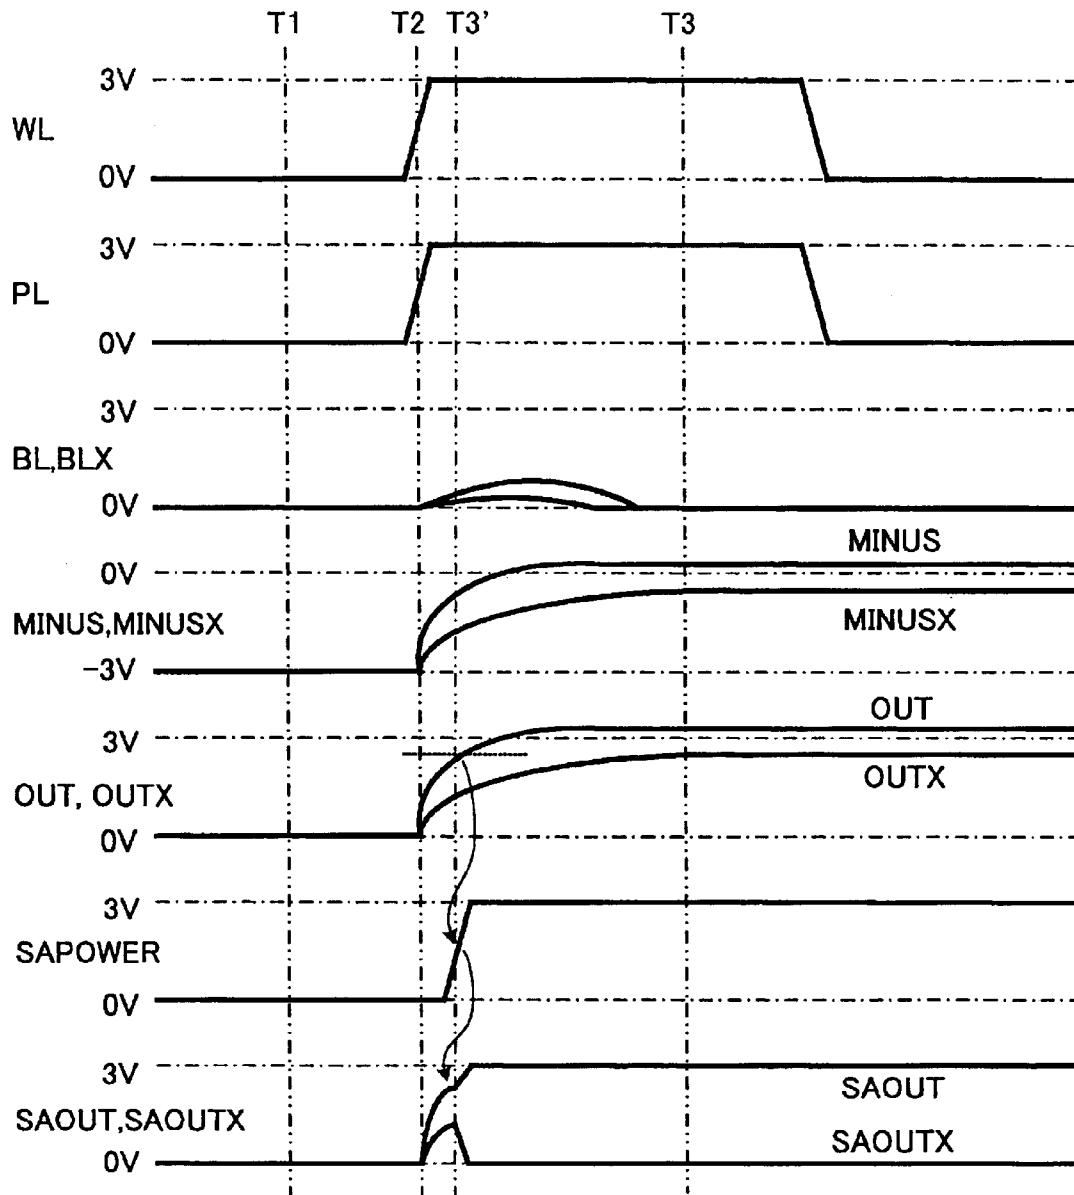 T1 T2 T3' T3
3V
WL
0V
3V
PL
0V
3V
BL,BLX
0V
MINUS
0V
MINUS,MINUSX
MINUSX
-3V
OUT
3V
OUTX
OUT, OUTX
0V
3V
SAPOWER
0V
3V
SAOUT
SAOUT,SAOUTX
SAOUTX
0V